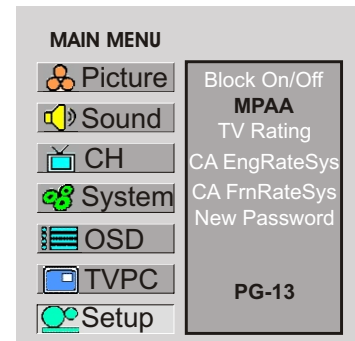 MAIN MENU
Picture
Sound
CH
System
OSD
TVPC
Setup
Block On/Off
MPAA
TV Rating
CA EngRateSys
CA FrnRateSys
New Password
PG-13